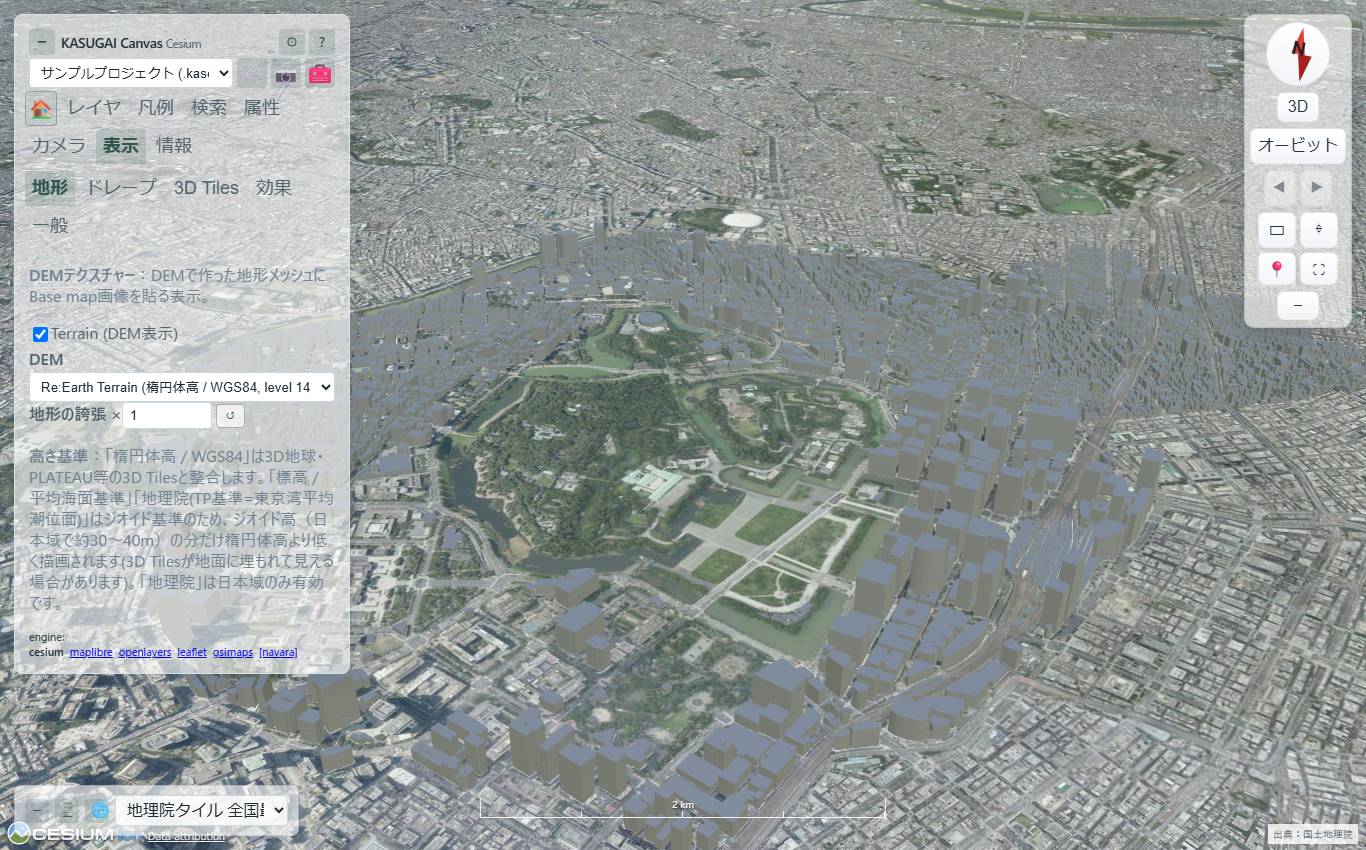 KASUGAI Canvas Cesium
?
サンプルプロジェクト (.kas
レイヤ 凡例 検索 属性
カメラ 表示 情報
地形 ドレープ 3D Tiles 効果
一般
DEMテクスチャー：DEMで作った地形メッシュに
Base map画像を貼る表示。
Terrain (DEM表示)
DEM
Re:Earth Terrain (楕円体高 / WGS84, level 14
地形の誇張 × 1
高さ基準：「楕円体高 / WGS84」は3D地球・
PLATEAU等の3D Tilesと整合します。「標高 /
平均海面基準」「地理院(TP基準=東京湾平均
潮位面)」はジオイド基準のため、ジオイド高（日
本域で約30〜40m）の分だけ楕円体高より低
く描画されます(3D Tilesが地面に埋もれて見える
場合があります)。「地理院」は日本域のみ有効
です。
engine:
cesium maplibre openlayers leaflet gsimaps [navara]
N
3D
オービット
2 km
地理院タイル 全国
CESIUM ion Data attribution
出典：国土地理院